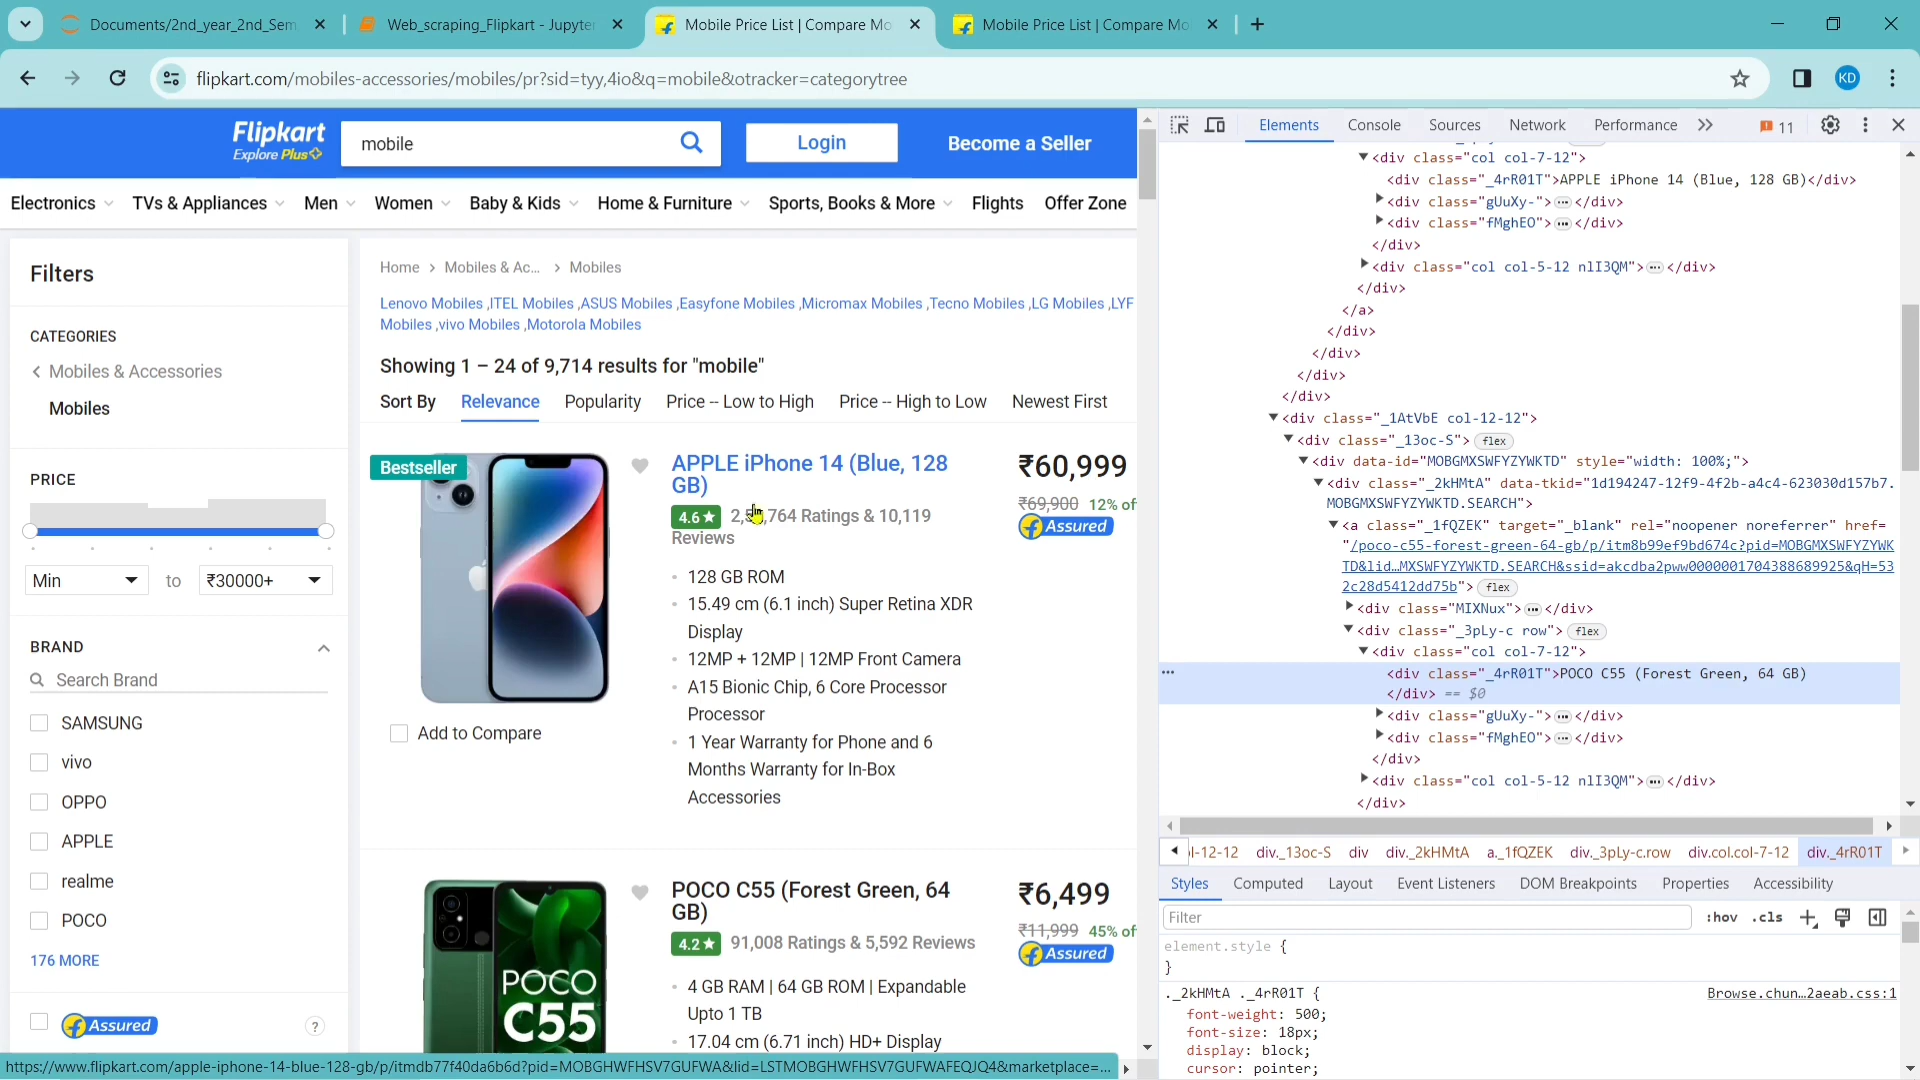 Documents/2nd_year_2nd_Sem
Web_scraping_Flipkart - Jupyter
Mobile Price List | Compare Mo
Mobile Price List | Compare Mo
flipkart.com/mobiles-accessories/mobiles/pr?sid=tyy,4io&q=mobile&otracker=categorytree
KD
Flipkart
Explore Plus
mobile
Login
Become a Seller
Electronics
TVs & Appliances
Men
Women
Baby & Kids
Home & Furniture
Sports, Books & More
Flights
Offer Zone
Filters
CATEGORIES
Mobiles & Accessories
Mobiles
PRICE
Min
to
₹30000+
BRAND
Search Brand
SAMSUNG
vivo
OPPO
APPLE
realme
POCO
176 MORE
Assured
?
Home > Mobiles & Ac... > Mobiles
Lenovo Mobiles ,ITEL Mobiles ,ASUS Mobiles ,Easyfone Mobiles ,Micromax Mobiles ,Tecno Mobiles ,LG Mobiles ,LYF
Mobiles ,vivo Mobiles ,Motorola Mobiles
Showing 1 – 24 of 9,714 results for "mobile"
Sort By
Relevance
Popularity
Price -- Low to High
Price -- High to Low
Newest First
Bestseller
APPLE iPhone 14 (Blue, 128
GB)
4.6★
764 Ratings & 10,119
Reviews
128 GB ROM
15.49 cm (6.1 inch) Super Retina XDR
Display
12MP + 12MP | 12MP Front Camera
A15 Bionic Chip, 6 Core Processor
Processor
1 Year Warranty for Phone and 6
Months Warranty for In-Box
Accessories
₹60,999
₹69,900 12% of
Assured
Add to Compare
POCO
C55
POCO C55 (Forest Green, 64
GB)
4.2★ 91,008 Ratings & 5,592 Reviews
4 GB RAM | 64 GB ROM | Expandable
Upto 1 TB
17.04 cm (6.71 inch) HD+ Display
₹6,499
₹11,999 45% of
Assured
https://www.flipkart.com/apple-iphone-14-blue-128-gb/p/itmdb77f40da6b6d?pid=MOBGHWFHSV7GUFWA&lid=LSTMOBGHWFHSV7GUFWAFEQJQ4&marketplace=...
Elements
Console
Sources
Network
Performance
11
<div class="col col-7-12">
<div class="_4rR01T">APPLE iPhone 14 (Blue, 128 GB)</div>
<div class="gUuXy-">…</div>
<div class="fMghEO">…</div>
</div>
<div class="col col-5-12 nlI3QM">…</div>
</div>
</a>
</div>
</div>
</div>
</div>
<div class="_1AtVbE col-12-12">
<div class="_13oc-S"> flex
<div data-id="MOBGMXSWFYZYWKTD" style="width: 100%;">
<div class="_2kHMtA" data-tkid="1d194247-12f9-4f2b-a4c4-623030d157b7.
MOBGMXSWFYZYWKTD.SEARCH">
<a class="_1fQZEK" target="_blank" rel="noopener noreferrer" href=
"/poco-c55-forest-green-64-gb/p/itm8b99ef9bd674c?pid=MOBGMXSWFYZYWK
TD&lid…MXSWFYZYWKTD.SEARCH&ssid=akcdba2pww0000001704388689925&qH=53
2c28d5412dd75b"> flex
<div class="MIXNux">…</div>
<div class="_3pLy-c row"> flex
<div class="col col-7-12">
<div class="_4rR01T">POCO C55 (Forest Green, 64 GB)
</div> == $0
<div class="gUuXy-">…</div>
<div class="fMghEO">…</div>
</div>
<div class="col col-5-12 nlI3QM">…</div>
</div>
l-12-12 div._13oc-S div div._2kHMtA a._1fQZEK div._3pLy-c.row div.col.col-7-12 div._4rR01T
Styles
Computed
Layout
Event Listeners
DOM Breakpoints
Properties
Accessibility
Filter
:hov
.cls
element.style {
}
._2kHMtA ._4rR01T {
Browse.chun…2aeab.css:1
font-weight: 500;
font-size: 18px;
display: block;
cursor: pointer;